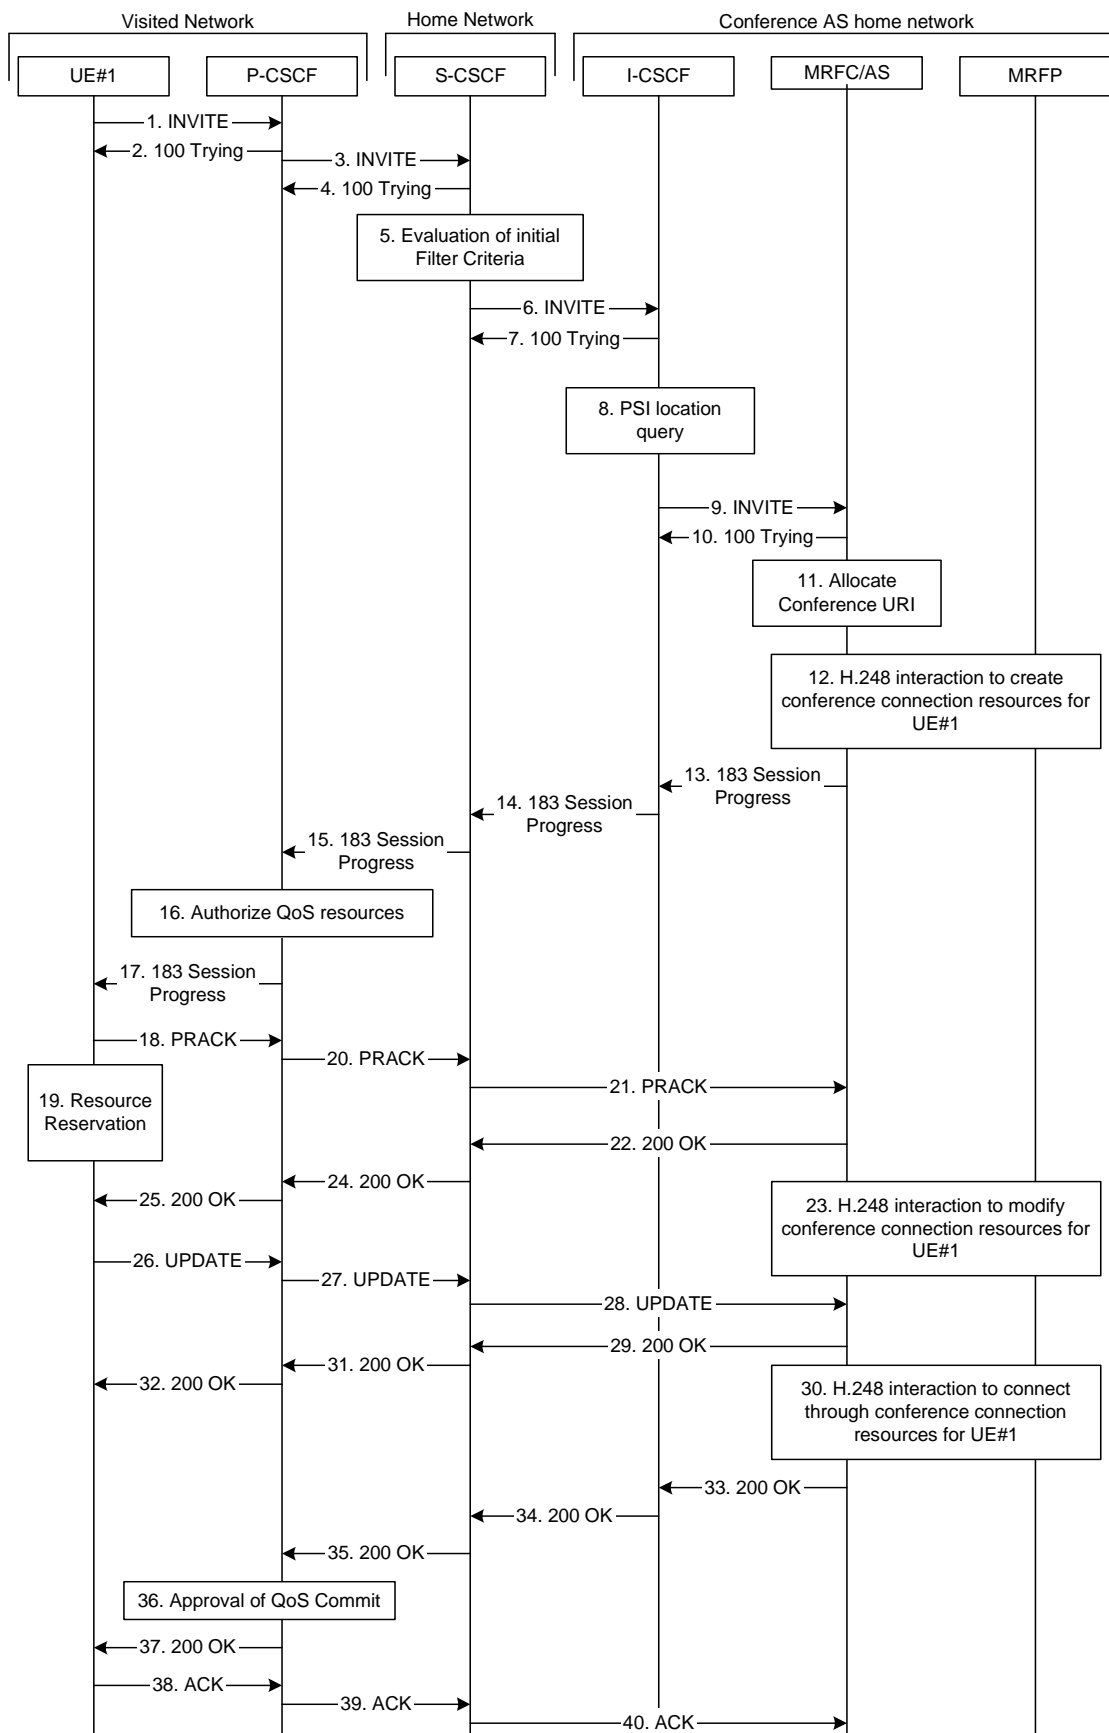 Visited Network
Home Network
Conference AS home network
UE#1
P-CSCF
S-CSCF
I-CSCF
MRFC/AS
MRFP
1. INVITE
2. 100 Trying
3. INVITE
4. 100 Trying
5. Evaluation of initial
Filter Criteria
6. INVITE
7. 100 Trying
8. PSI location
query
9. INVITE
10. 100 Trying
11. Allocate
Conference URI
12. H.248 interaction to create
conference connection resources for
UE#1
13. 183 Session
Progress
14. 183 Session
Progress
15. 183 Session
Progress
16. Authorize QoS resources
17. 183 Session
Progress
18. PRACK
19. Resource
Reservation
20. PRACK
21. PRACK
22. 200 OK
23. H.248 interaction to modify
conference connection resources for
UE#1
24. 200 OK
25. 200 OK
26. UPDATE
27. UPDATE
28. UPDATE
29. 200 OK
30. H.248 interaction to connect
through conference connection
resources for UE#1
31. 200 OK
32. 200 OK
33. 200 OK
34. 200 OK
35. 200 OK
36. Approval of QoS Commit
37. 200 OK
38. ACK
39. ACK
40. ACK